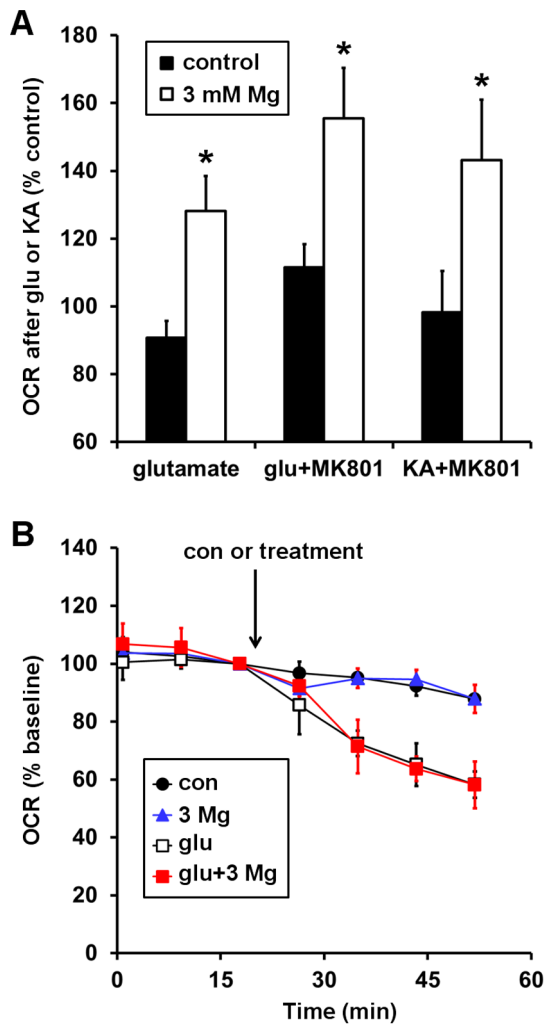 A
OCR after glu or KA (% control)
180
160
140
120
100
80
60
control
3 mM Mg
*
*
*
glutamate
glu+MK801
KA+MK801
B
OCR (% baseline)
140
120
100
80
60
40
20
0
con or treatment
con
3 Mg
glu
glu+3 Mg
0
15
30
45
60
Time (min)